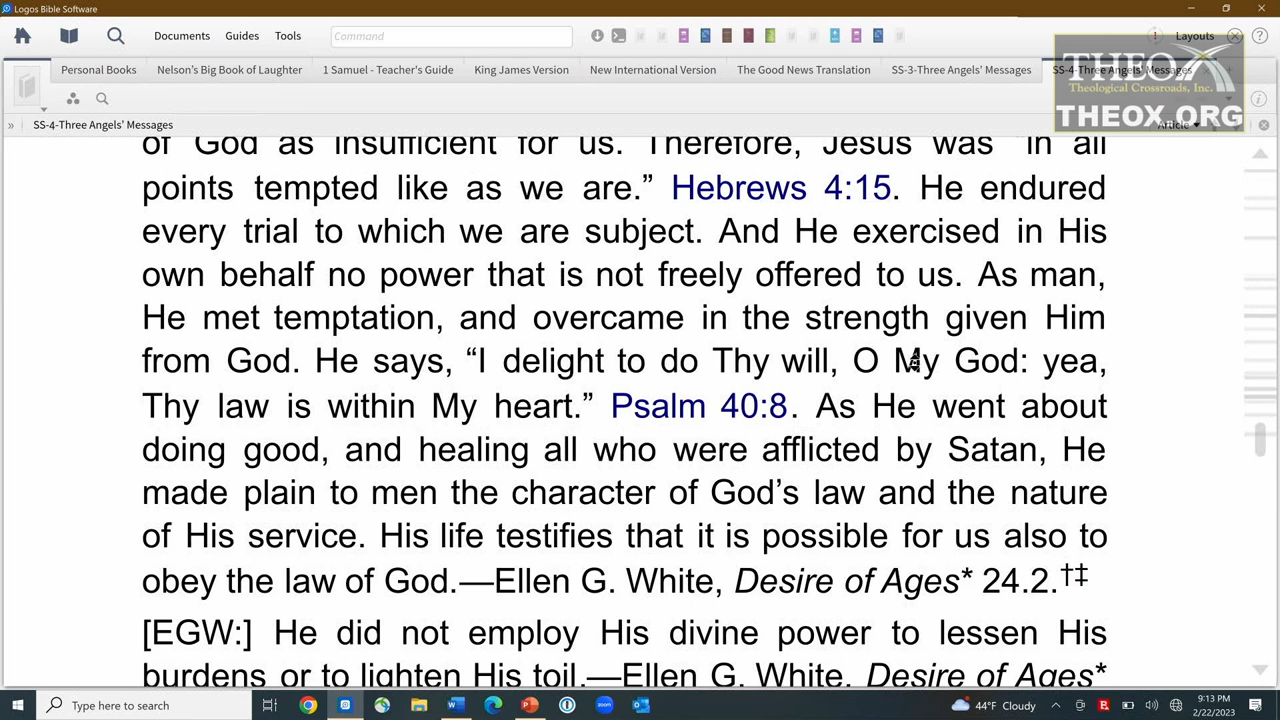 Logos Bible Software
Documents Guides Tools Command Layouts
Personal Books Nelson's Big Book of Laughter 1 Sam King James Version New International Version The Good News Translation SS-3-Three Angels' Messages SS-4-Three Angels' Messages
THEOX
Theological Crossroads, Inc.
THEOX.ORG
» SS-4-Three Angels' Messages Article
of God as insufficient for us. Therefore, Jesus was “in all
points tempted like as we are.” Hebrews 4:15. He endured
every trial to which we are subject. And He exercised in His
own behalf no power that is not freely offered to us. As man,
He met temptation, and overcame in the strength given Him
from God. He says, “I delight to do Thy will, O My God: yea,
Thy law is within My heart.” Psalm 40:8. As He went about
doing good, and healing all who were afflicted by Satan, He
made plain to men the character of God’s law and the nature
of His service. His life testifies that it is possible for us also to
obey the law of God.—Ellen G. White, Desire of Ages* 24.2.†‡
[EGW:] He did not employ His divine power to lessen His
burdens or to lighten His toil.—Ellen G. White, Desire of Ages*
Type here to search 44°F Cloudy 9:13 PM
2/22/2023